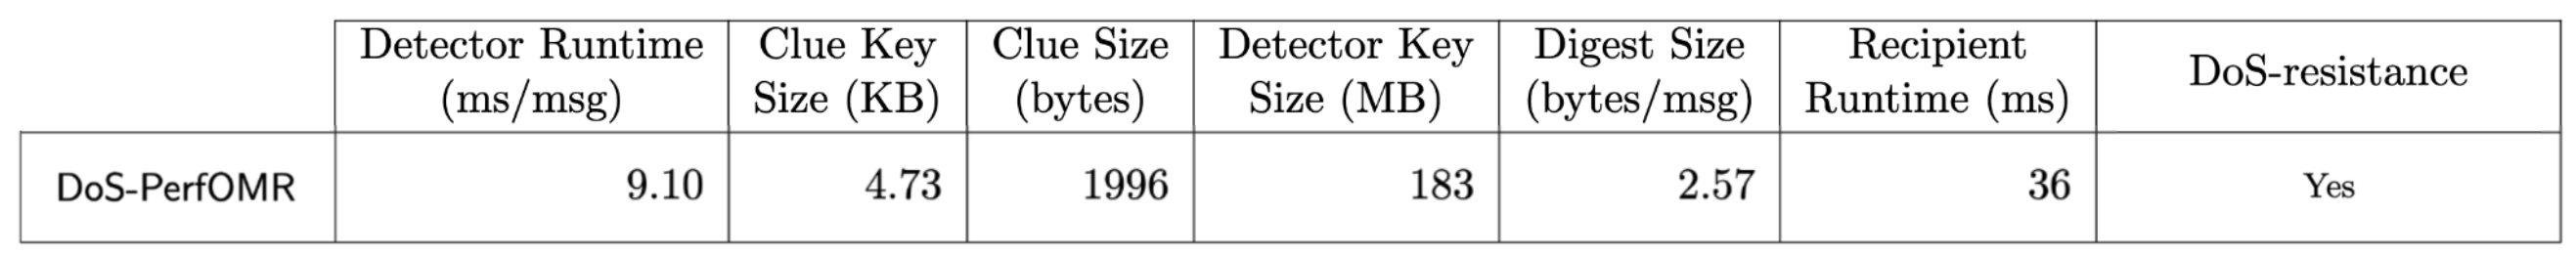 Detector Runtime (ms/msg) Clue Key Size (KB) Clue Size (bytes) Detector Key Size (MB) Digest Size (bytes/msg) Recipient Runtime (ms) DoS-resistance
DoS-PerfOMR 9.10 4.73 1996 183 2.57 36 Yes